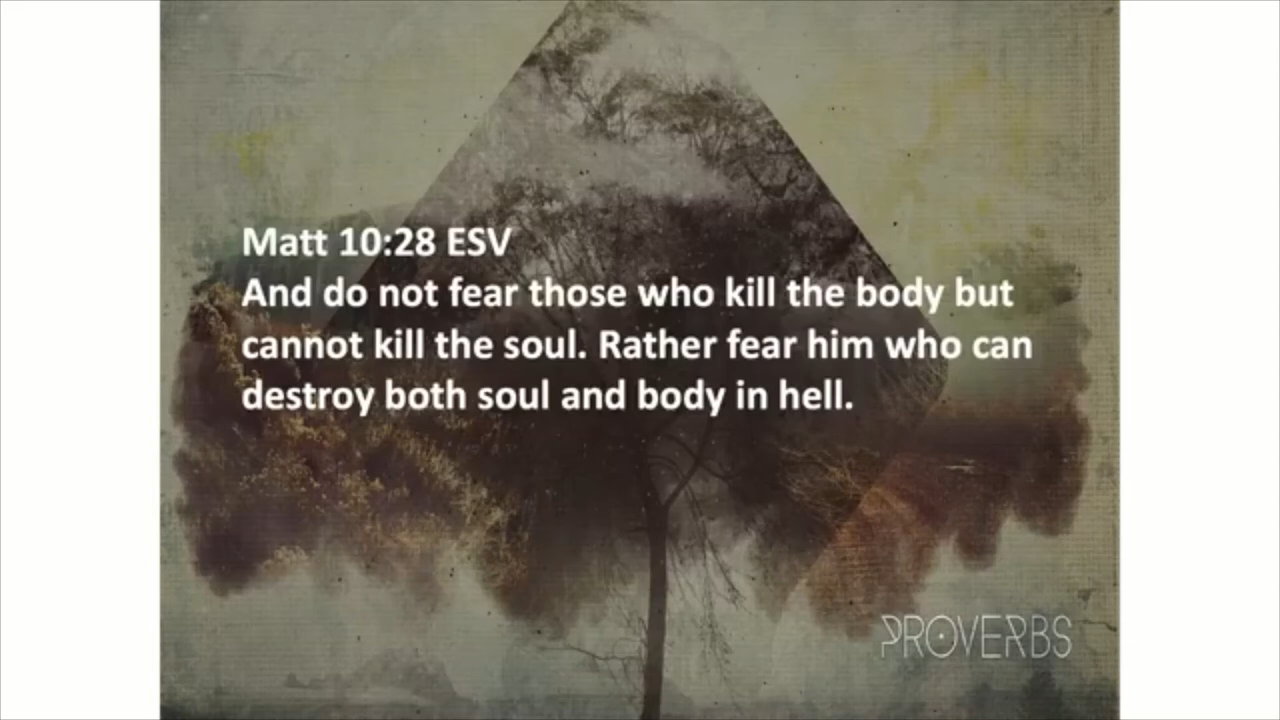 Matt 10:28 ESV
And do not fear those who kill the body but
cannot kill the soul. Rather fear him who can
destroy both soul and body in hell.
PROVERBS